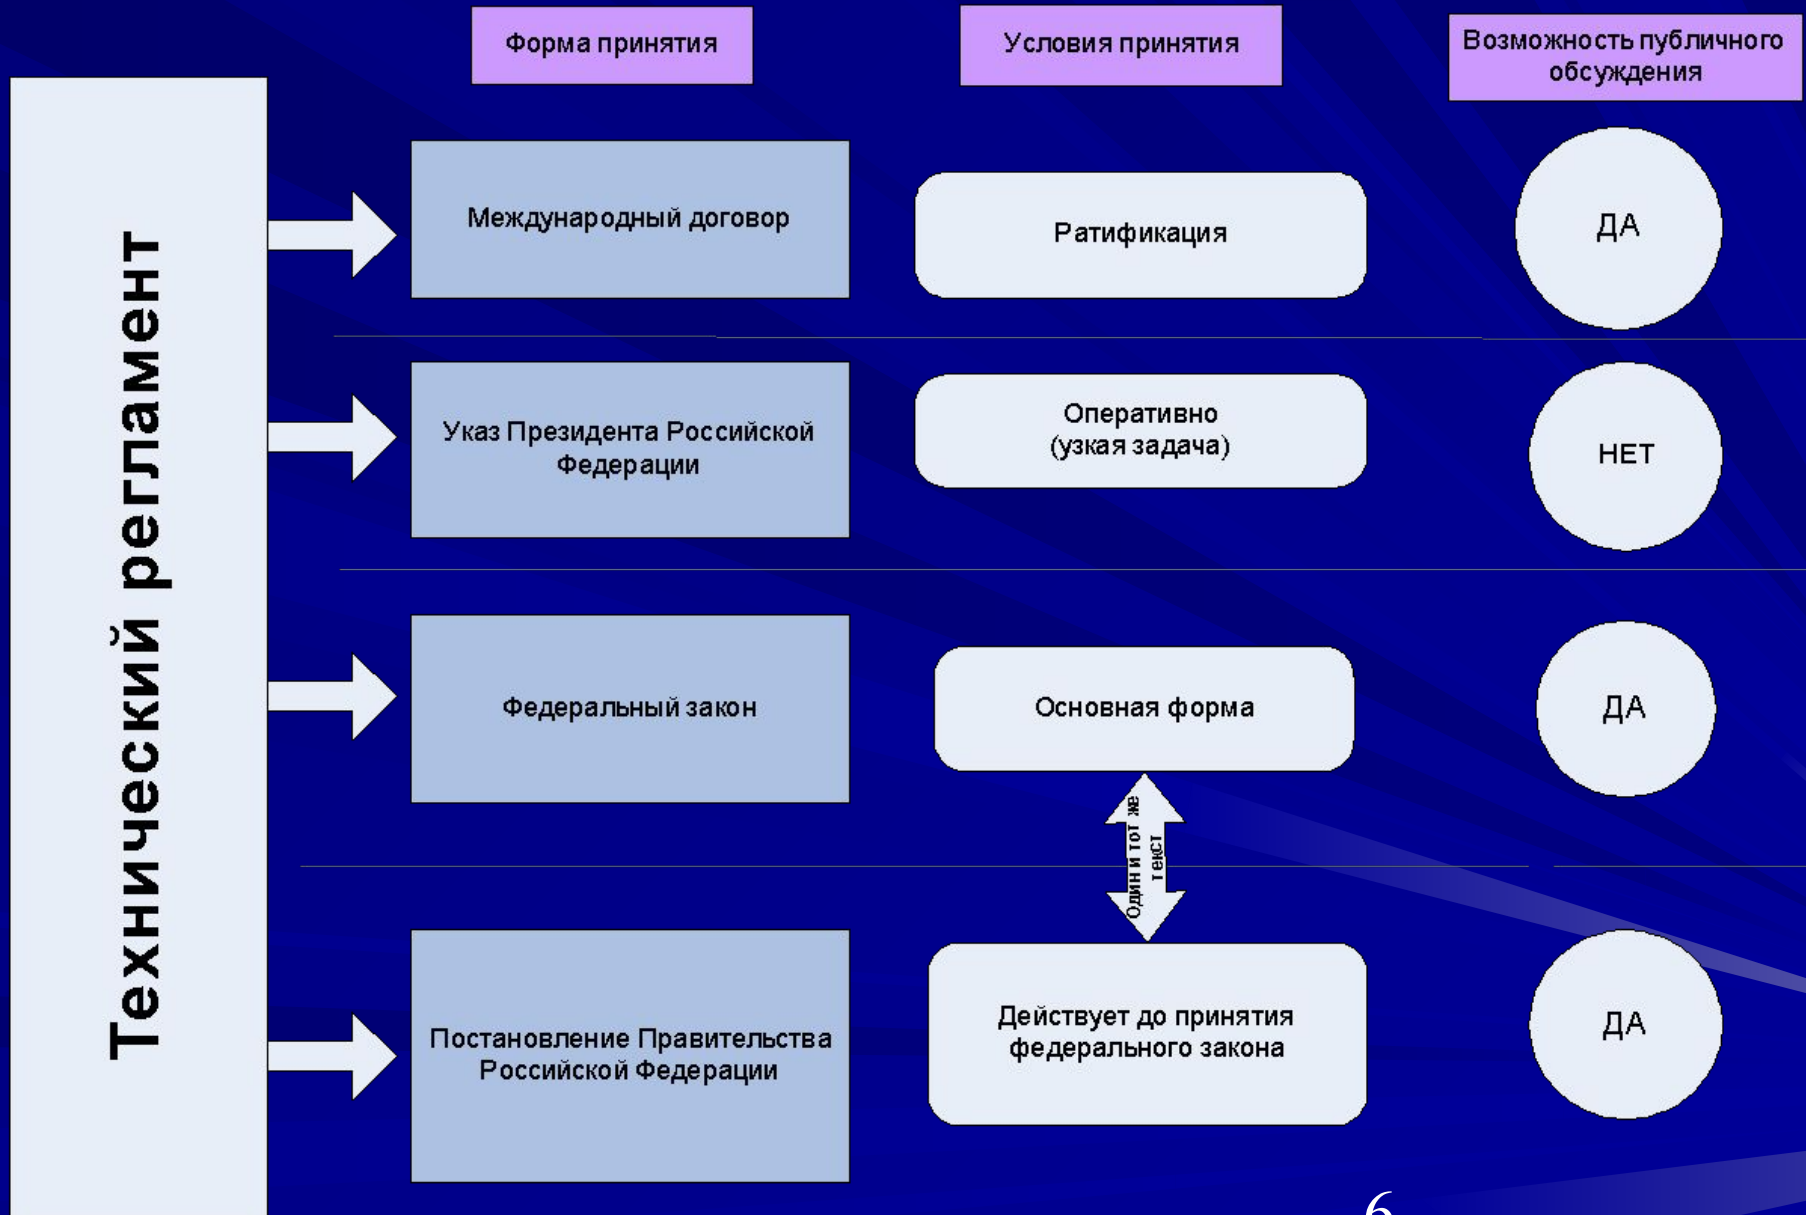 Форма принятия
Условия принятия
Возможность публичного
обсуждения
Технический регламент
Международный договор
Ратификация
ДА
Указ Президента Российской
Федерации
Оперативно
(узкая задача)
НЕТ
Федеральный закон
Основная форма
ДА
Один и тот же
текст
Постановление Правительства
Российской Федерации
Действует до принятия
федерального закона
ДА
6